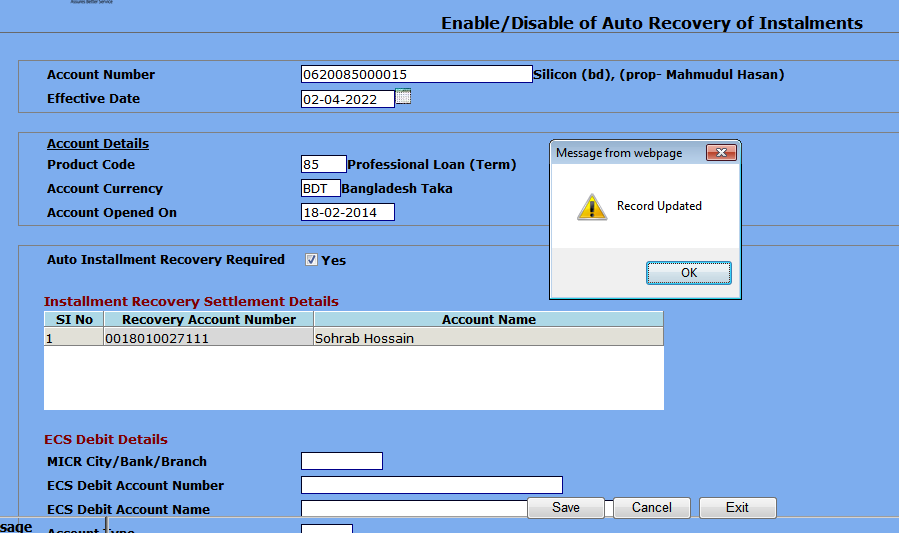 Assures Better Service
Enable/Disable of Auto Recovery of Instalments
Account Number 0620085000015 Silicon (bd), (prop- Mahmudul Hasan)
Effective Date 02-04-2022
Account Details
Product Code 85 Professional Loan (Term)
Account Currency BDT Bangladesh Taka
Account Opened On 18-02-2014
Message from webpage
Record Updated
OK
Auto Installment Recovery Required Yes
Installment Recovery Settlement Details
SI No Recovery Account Number Account Name
1 0018010027111 Sohrab Hossain
ECS Debit Details
MICR City/Bank/Branch
ECS Debit Account Number
ECS Debit Account Name
Save Cancel Exit
sage
Account Type